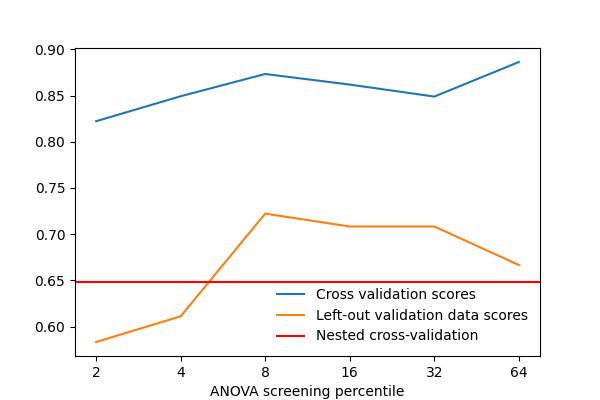 0.90
0.85
0.80
0.75
0.70
0.65
0.60
Cross validation scores
Left-out validation data scores
Nested cross-validation
2 4 8 16 32 64
ANOVA screening percentile